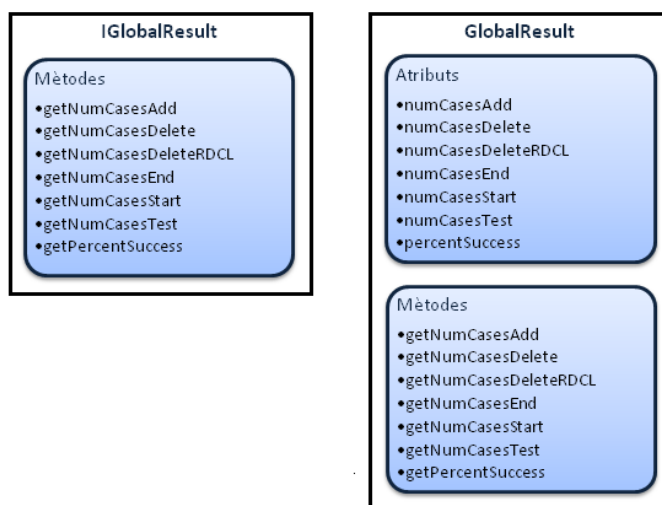 IGlobalResult
Mètodes
•getNumCasesAdd
•getNumCasesDelete
•getNumCasesDeleteRDCL
•getNumCasesEnd
•getNumCasesStart
•getNumCasesTest
•getPercentSuccess
GlobalResult
Atributs
•numCasesAdd
•numCasesDelete
•numCasesDeleteRDCL
•numCasesEnd
•numCasesStart
•numCasesTest
•percentSuccess
Mètodes
•getNumCasesAdd
•getNumCasesDelete
•getNumCasesDeleteRDCL
•getNumCasesEnd
•getNumCasesStart
•getNumCasesTest
•getPercentSuccess